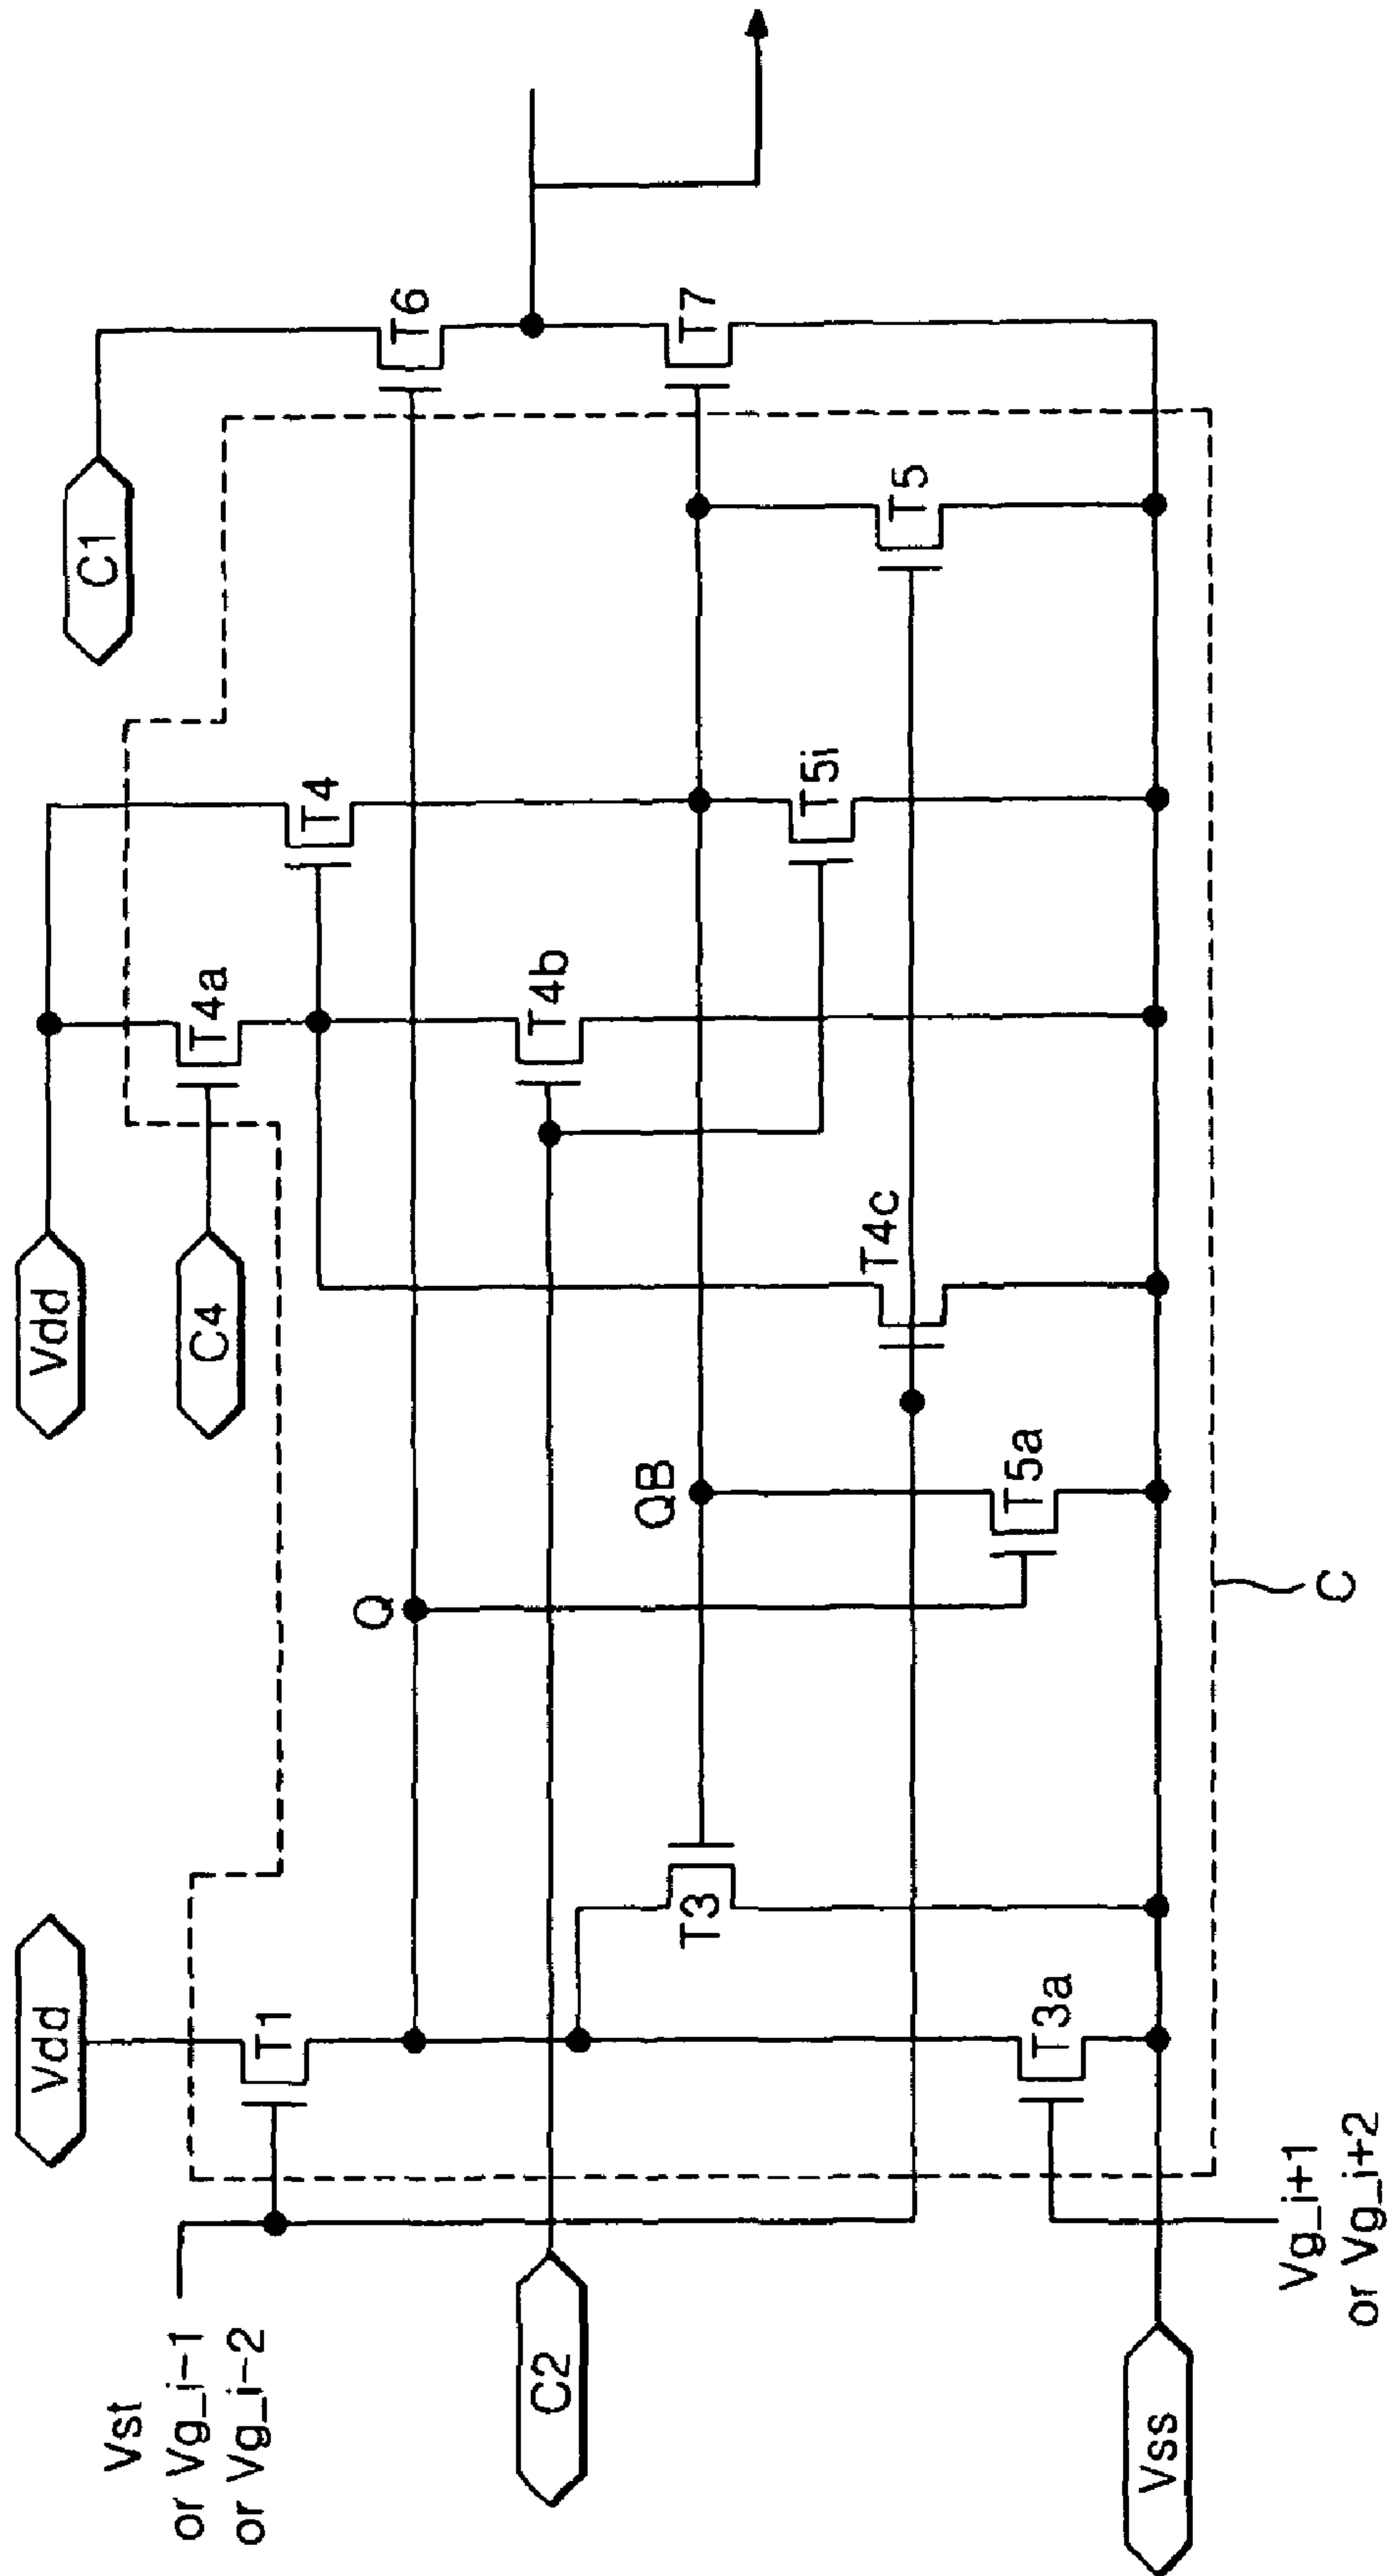 Vdd
Vdd
C4
C1
T1
T4a
T4
T6
Q
Vst
or Vg_i-1
or Vg_i-2
C2
T4b
QB
T3
T7
T5i
T4c
T5
T5a
T3a
Vss
Vg_i+1
or Vg_i+2
C